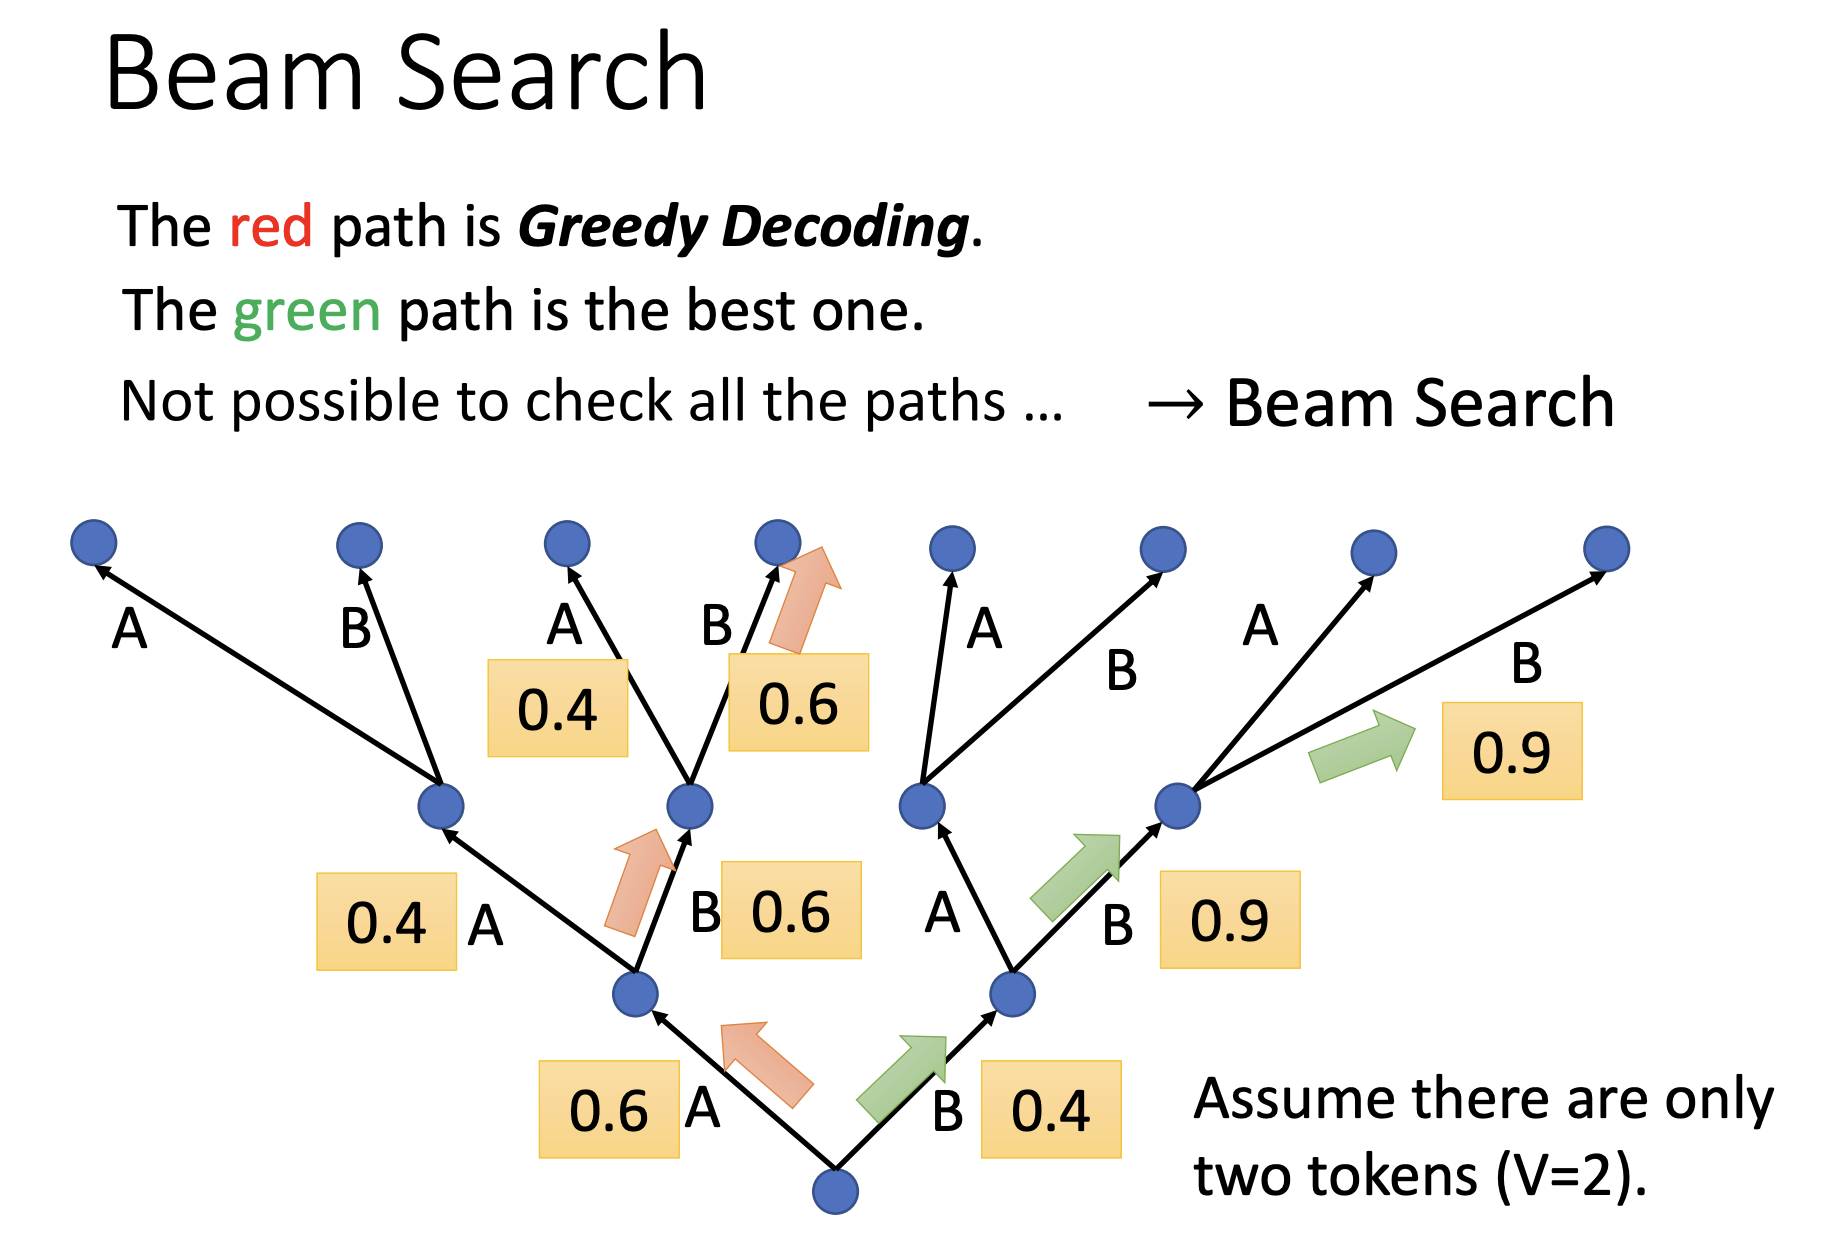 Beam Search
The red path is Greedy Decoding.
The green path is the best one.
Not possible to check all the paths … → Beam Search
A B A B A B A B
0.4 0.6 0.9
0.4 A B 0.6 A B 0.9
0.6 A B 0.4
Assume there are only
two tokens (V=2).